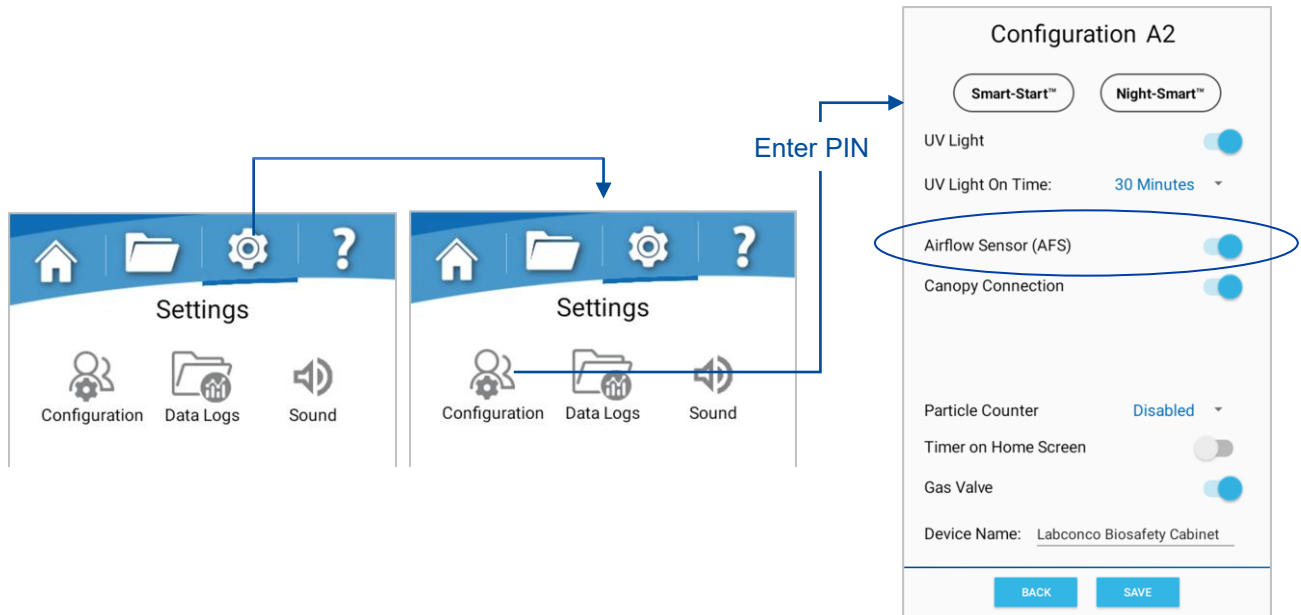 Settings
Configuration Data Logs Sound
Settings
Configuration Data Logs Sound
Enter PIN
Configuration A2
Smart-Start™ Night-Smart™
UV Light
UV Light On Time: 30 Minutes
Airflow Sensor (AFS)
Canopy Connection
Particle Counter Disabled
Timer on Home Screen
Gas Valve
Device Name: Labconco Biosafety Cabinet
BACK SAVE